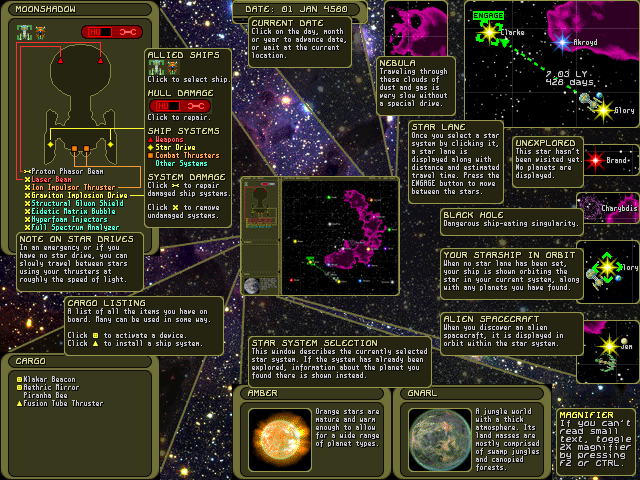 MOONSHADOW
Proton Phasor Beam
Laser Beam
Ion Impulsor Thruster
Graviton Implosion Drive
Structural Gluon Shield
Eidetic Matrix Bubble
Hyperfoam Injectors
Full Spectrum Analyzer
ALLIED SHIPS
Click to select ship.
HULL DAMAGE
Click to repair.
SHIP SYSTEMS
Weapons
Star Drive
Combat Thrusters
Other Systems
SYSTEM DAMAGE
Click to repair
damaged ship systems.
Click to remove
undamaged systems.
NOTE ON STAR DRIVES
In an emergency or if you
have no star drive, you can
slowly travel between stars
using your thrusters at
roughly the speed of light.
CARGO LISTING
A list of all the items you have on
board. Many can be used in some way.
Click to activate a device.
Click to install a ship system.
CARGO
Klakar Beacon
Aethric Mirror
Piranha Bee
Fusion Tube Thruster
DATE: 01 JAN 4580
CURRENT DATE
Click on the day, month
or year to advance date,
or wait at the current
location.
NEBULA
Traveling through
these clouds of
dust and gas is
very slow without
a special drive.
ENGAGE
Clarke
Akroyd
7.03 LY
428 days
Glory
STAR LANE
Once you select a star
system by clicking it,
a star lane is
displayed along with
distance and estimated
travel time. Press the
ENGAGE button to move
between the stars.
UNEXPLORED
This star hasn't
been visited yet.
No planets are
displayed.
Brand
BLACK HOLE
Dangerous ship-eating singularity.
Charybdis
YOUR STARSHIP IN ORBIT
When no star lane has been set,
your ship is shown orbiting the
star in your current system, along
with any planets you have found.
Glory
ALIEN SPACECRAFT
When you discover an alien
spacecraft, it is displayed in
orbit within the star system.
Jem
STAR SYSTEM SELECTION
This window describes the currently selected
star system. If the system has already been
explored, information about the planet you
found there is shown instead.
AMBER
Orange stars are
mature and warm
enough to allow
for a wide range
of planet types.
GNARL
A jungle world
with a thick
atmosphere. Its
land masses are
mostly comprised
of swamp jungles
and canopied
forests.
MAGNIFIER
If you can't
read small
text, toggle
2X magnifier
by pressing
F2 or CTRL.